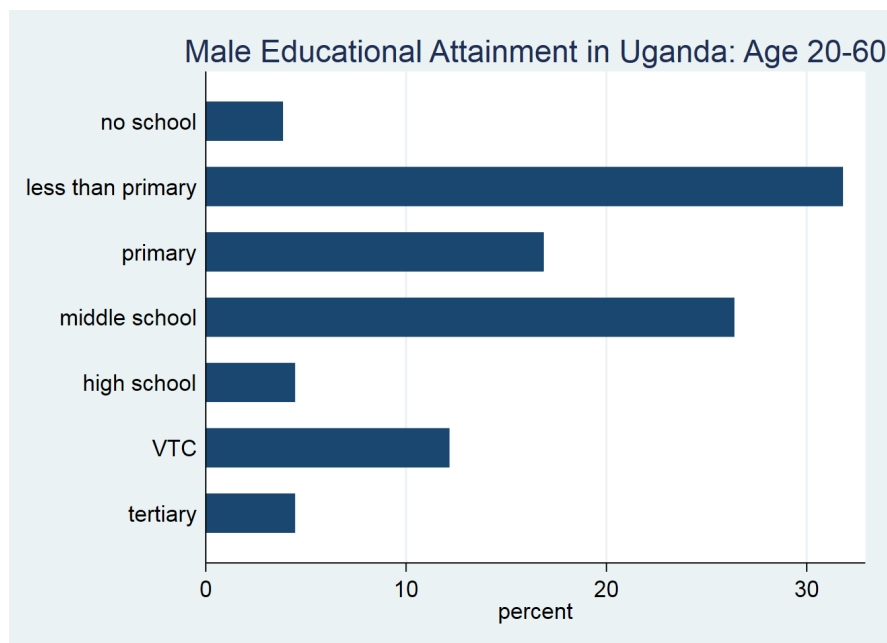 Male Educational Attainment in Uganda: Age 20-60
no school
less than primary
primary
middle school
high school
VTC
tertiary
0 10 20 30
percent